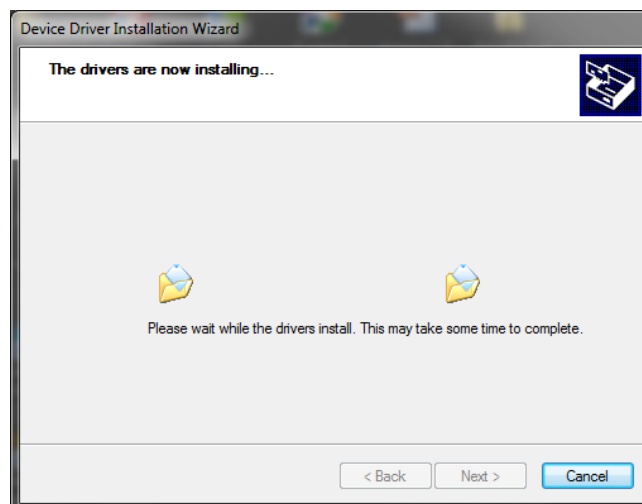 Device Driver Installation Wizard
The drivers are now installing...
Please wait while the drivers install. This may take some time to complete.
< Back
Next >
Cancel